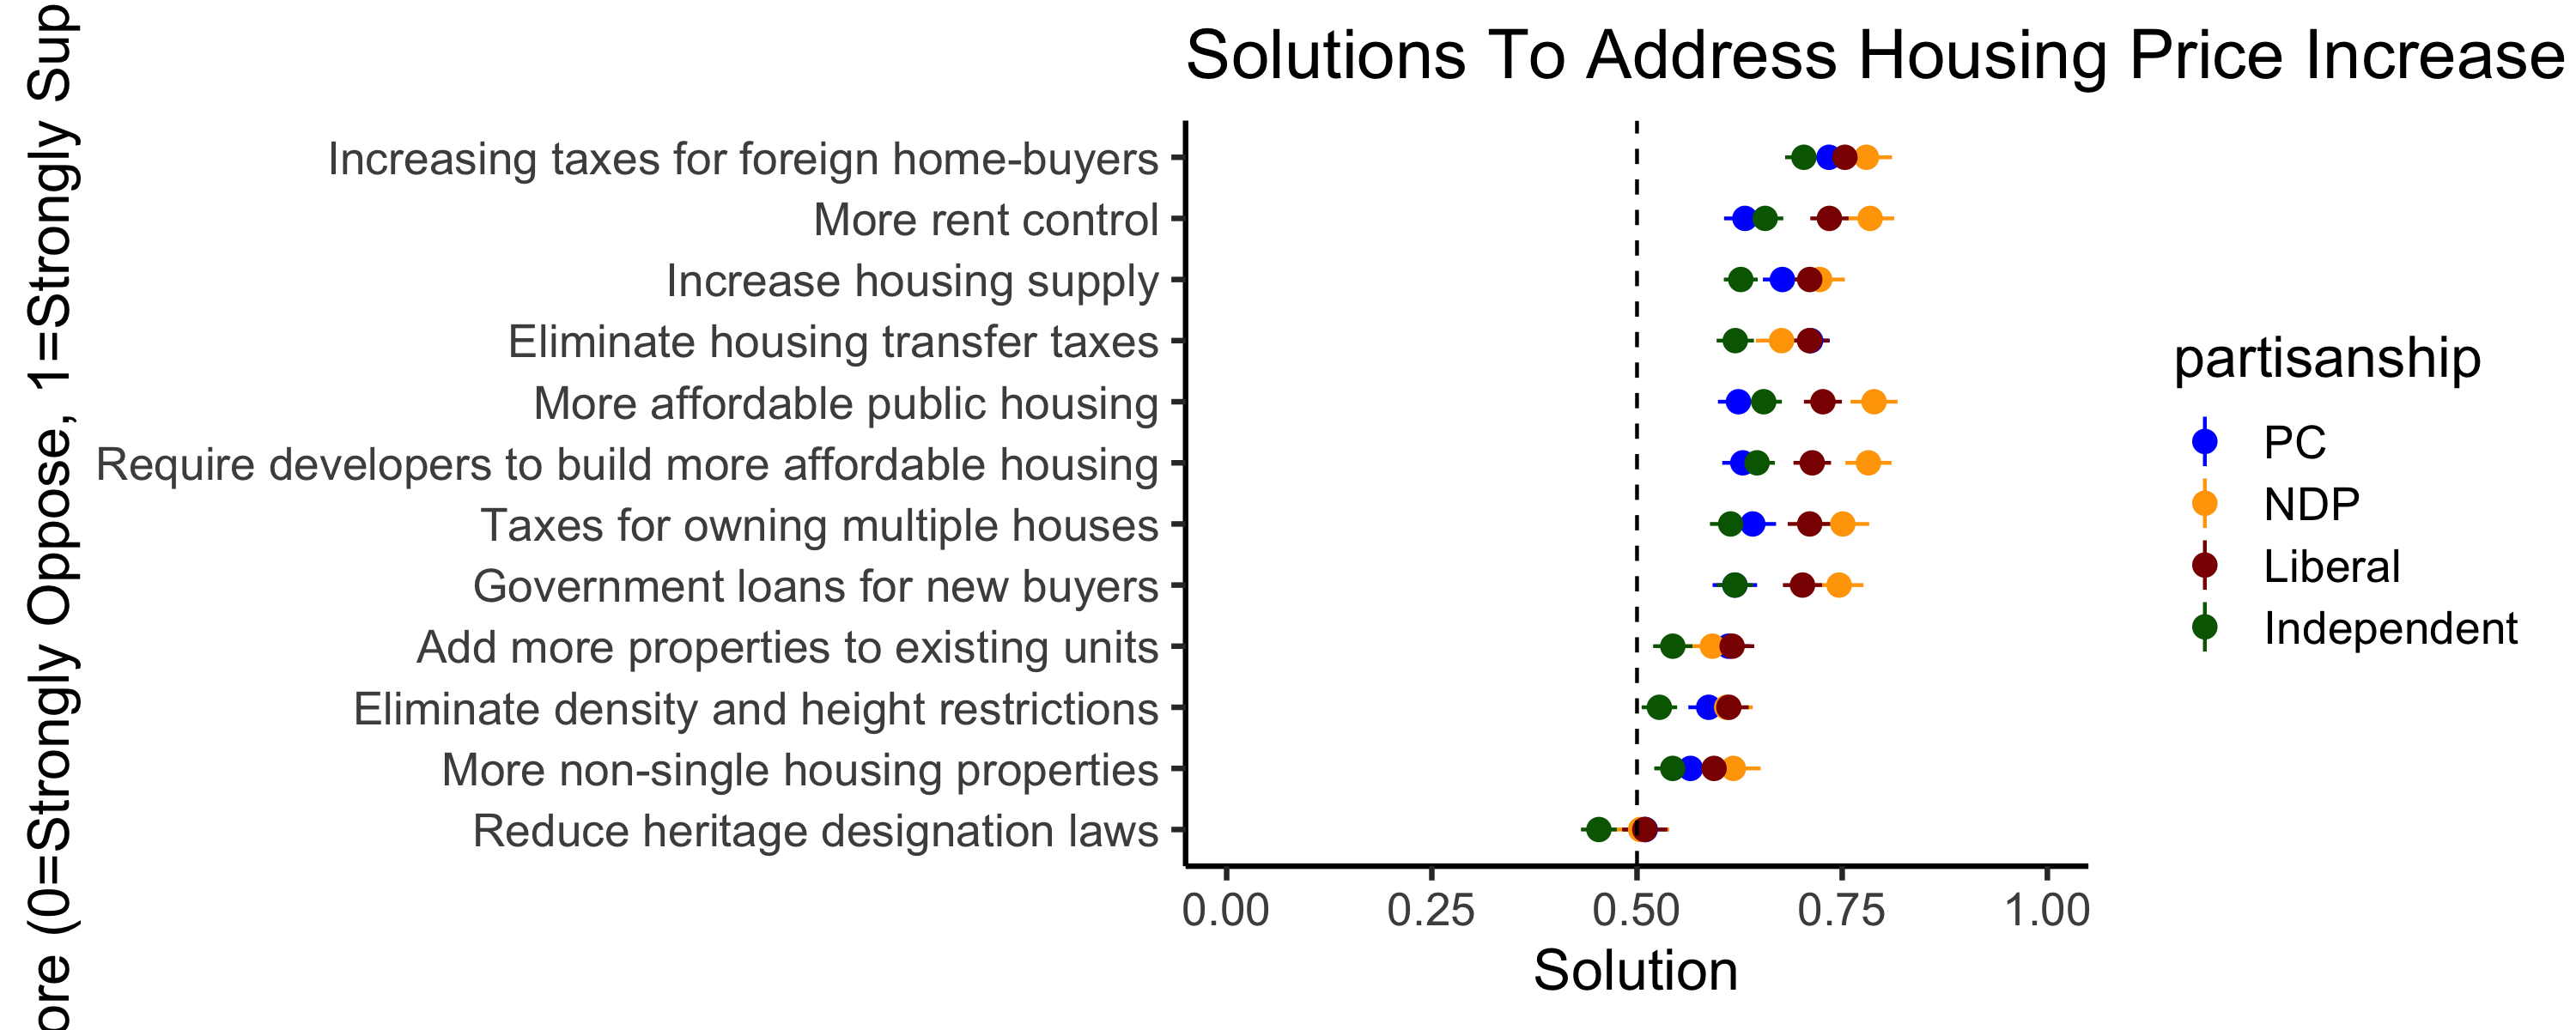 Solutions To Address Housing Price Increase
ore (0=Strongly Oppose, 1=Strongly Sup
Increasing taxes for foreign home-buyers
More rent control
Increase housing supply
Eliminate housing transfer taxes
More affordable public housing
Require developers to build more affordable housing
Taxes for owning multiple houses
Government loans for new buyers
Add more properties to existing units
Eliminate density and height restrictions
More non-single housing properties
Reduce heritage designation laws
0.00 0.25 0.50 0.75 1.00
Solution
partisanship
PC
NDP
Liberal
Independent